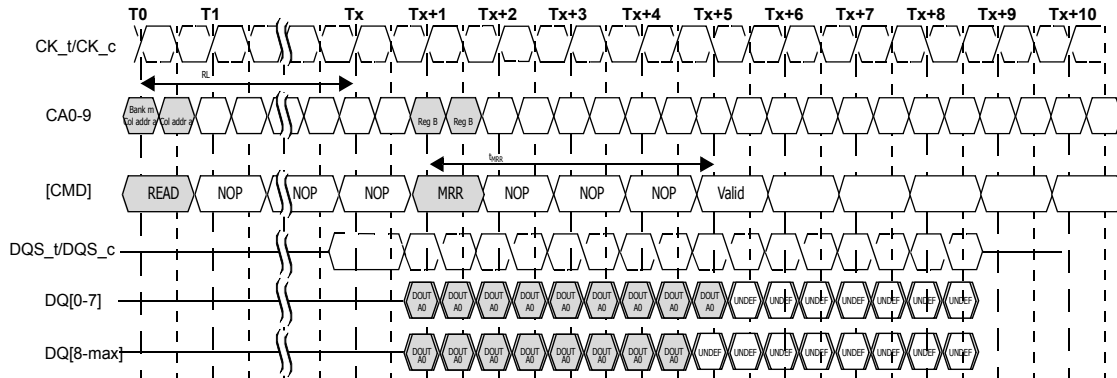 T0 T1 Tx Tx+1 Tx+2 Tx+3 Tx+4 Tx+5 Tx+6 Tx+7 Tx+8 Tx+9 Tx+10
CK_t/CK_c
RL
CA0-9 Bank m Col addr a Col addr a Reg B Reg B
tMRR
[CMD] READ NOP NOP NOP MRR NOP NOP NOP Valid
DQS_t/DQS_c
DQ[0-7] DOUT A0 DOUT A0 DOUT A0 DOUT A0 DOUT A0 DOUT A0 DOUT A0 DOUT A0 DOUT A0 UNDEF UNDEF UNDEF UNDEF UNDEF UNDEF UNDEF
DQ[8-max] DOUT A0 DOUT A0 DOUT A0 DOUT A0 DOUT A0 DOUT A0 DOUT A0 DOUT A0 UNDEF UNDEF UNDEF UNDEF UNDEF UNDEF UNDEF UNDEF